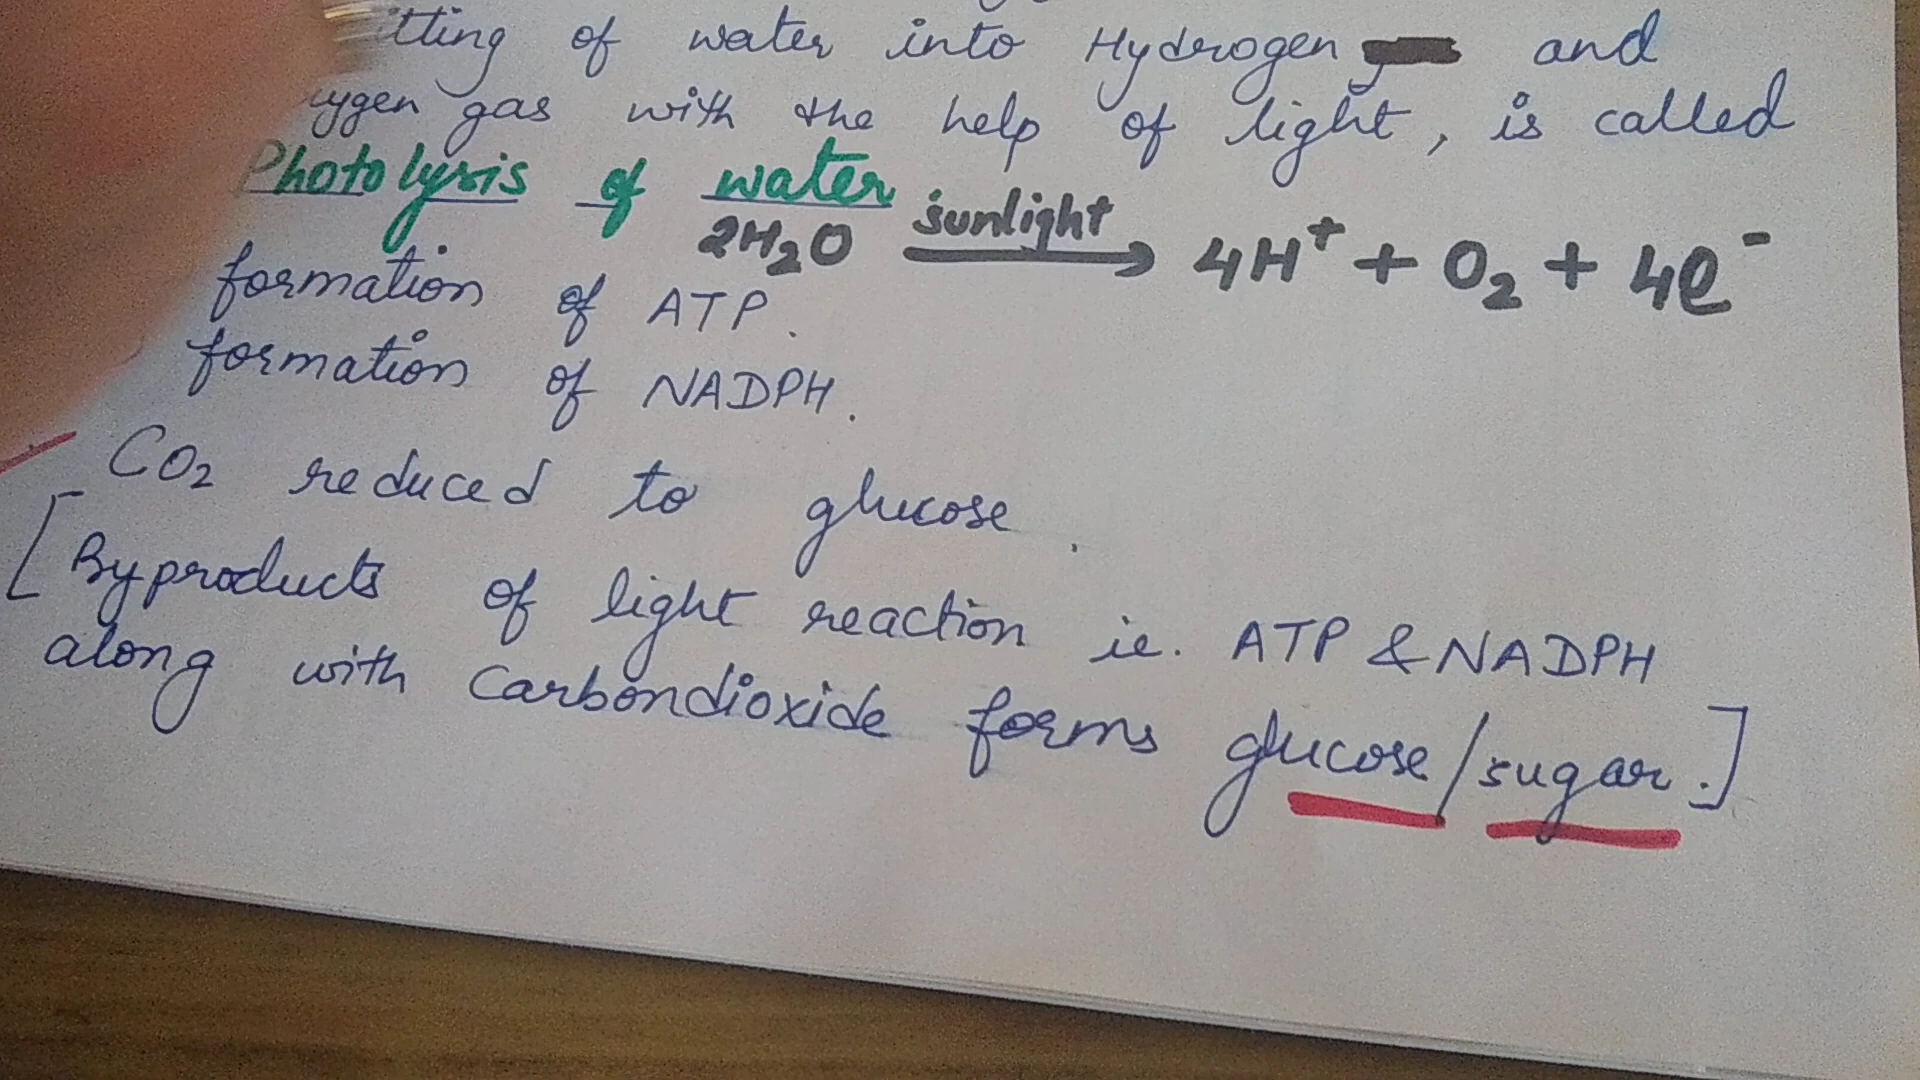 itting of water into Hydrogen and
ygen gas with the help of light, is called
Photolysis of water
2H₂O sunlight → 4H⁺ + O₂ + 4e⁻
formation of ATP.
formation of NADPH.
CO₂ reduced to glucose.
[Byproducts of light reaction ie. ATP & NADPH
along with Carbondioxide forms glucose/sugar.]